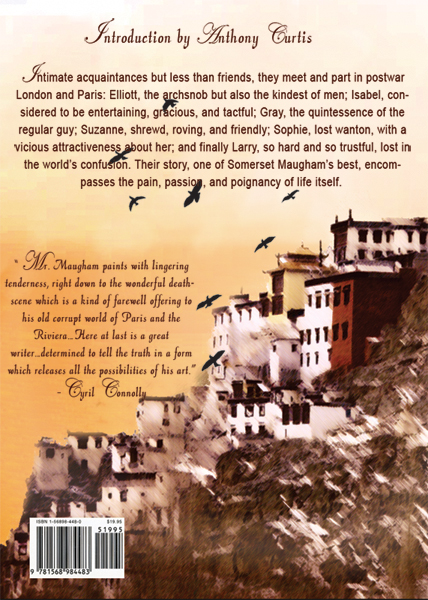 Introduction by Anthony Curtis
Intimate acquaintances but less than friends, they meet and part in postwar
London and Paris: Elliott, the archsnob but also the kindest of men; Isabel, con-
sidered to be entertaining, gracious, and tactful; Gray, the quintessence of the
regular guy; Suzanne, shrewd, roving, and friendly; Sophie, lost wanton, with a
vicious attractiveness about her; and finally Larry, so hard and so trustful, lost in
the world's confusion. Their story, one of Somerset Maugham's best, encom-
passes the pain, passion, and poignancy of life itself.
" Mr. Maugham paints with lingering
tenderness, right down to the wonderful death-
scene which is a kind of farewell offering to
his old corrupt world of Paris and the
Riviera...Here at last is a great
writer...determined to tell the truth in a form
which releases all the possibilities of his art."
- Cyril Connolly
$19.95
51995
9 781568 984483